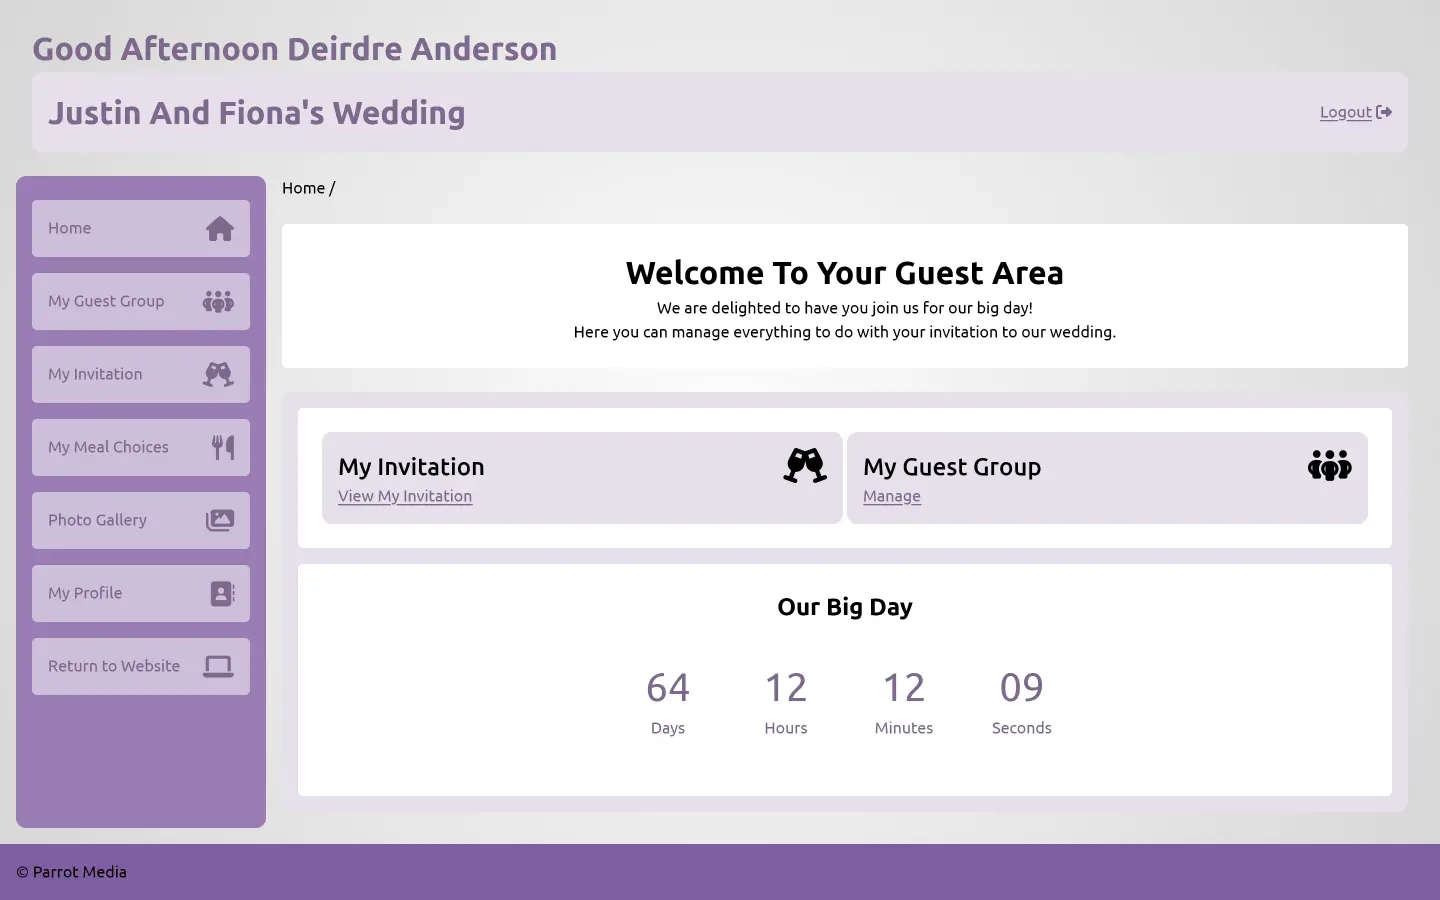 Good Afternoon Deirdre Anderson
Justin And Fiona's Wedding
Logout
Home
My Guest Group
My Invitation
My Meal Choices
Photo Gallery
My Profile
Return to Website
Home /
Welcome To Your Guest Area
We are delighted to have you join us for our big day!
Here you can manage everything to do with your invitation to our wedding.
My Invitation
View My Invitation
My Guest Group
Manage
Our Big Day
64 12 12 09
Days Hours Minutes Seconds
© Parrot Media